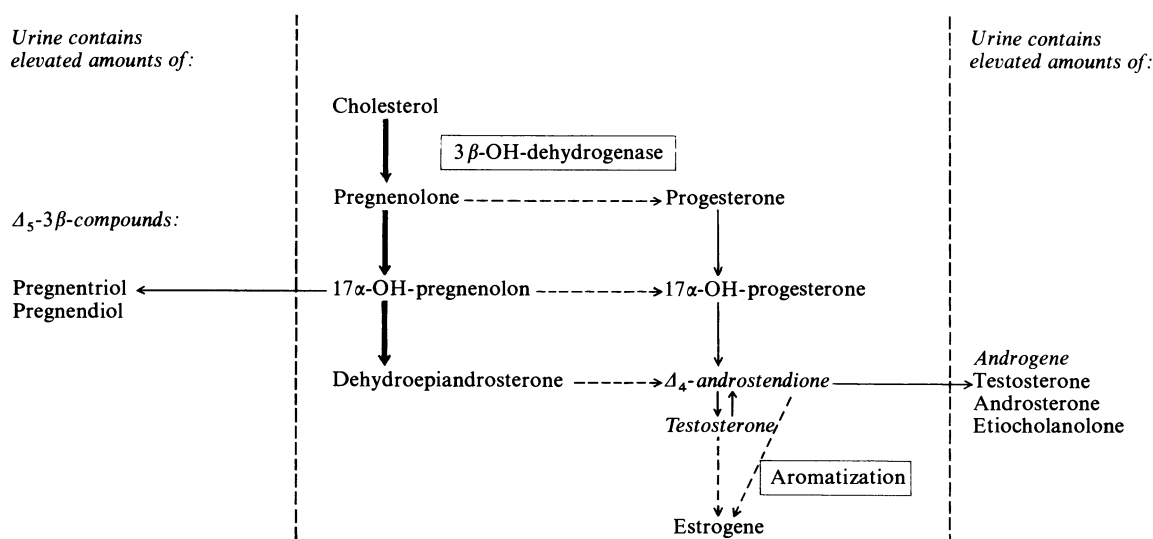 Urine contains
elevated amounts of:
Urine contains
elevated amounts of:
Cholesterol
3β-OH-dehydrogenase
Pregnenolone
Progesterone
Δ5-3β-compounds:
Pregnentriol
Pregnendiol
17α-OH-pregnenolon
17α-OH-progesterone
Dehydroepiandrosterone
Δ4-androstendione
Androgene
Testosterone
Androsterone
Etiocholanolone
Testosterone
Aromatization
Estrogene